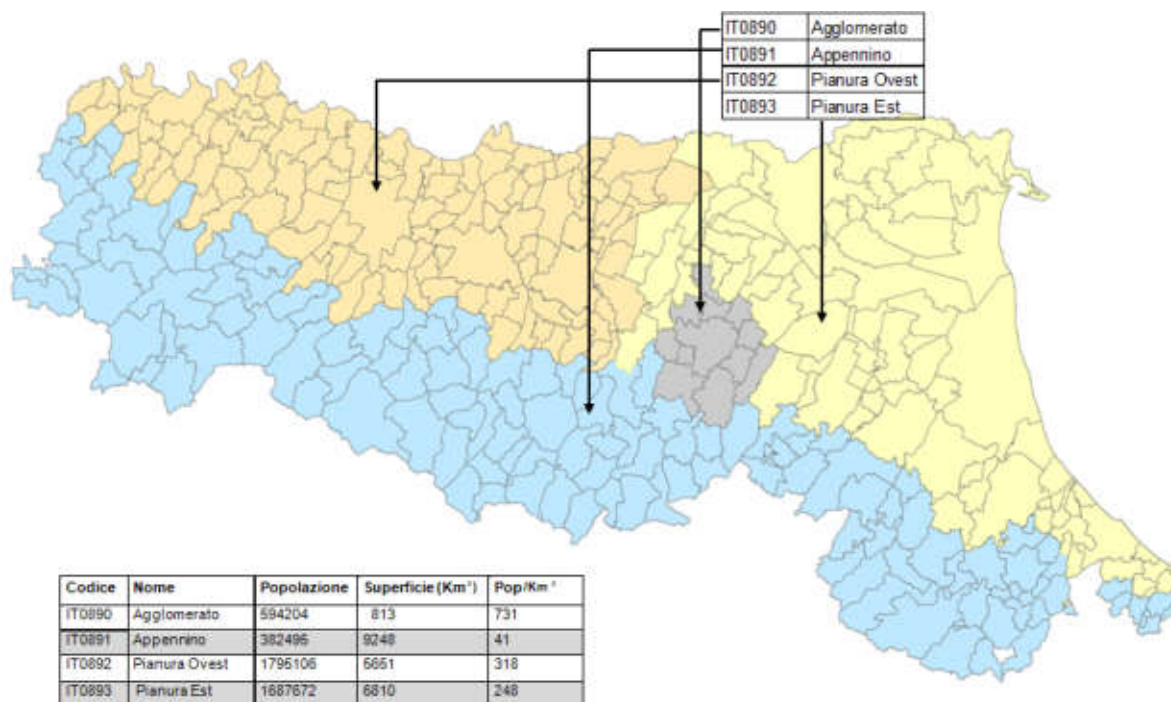 IT0890 Agglomerato
IT0891 Appennino
IT0892 Pianura Ovest
IT0893 Pianura Est
Codice Nome Popolazione Superficie (Km²) Pop/Km²
IT0890 Agglomerato 594204 813 731
IT0891 Appennino 382496 9248 41
IT0892 Pianura Ovest 1795106 5651 318
IT0893 Pianura Est 1687672 6810 248